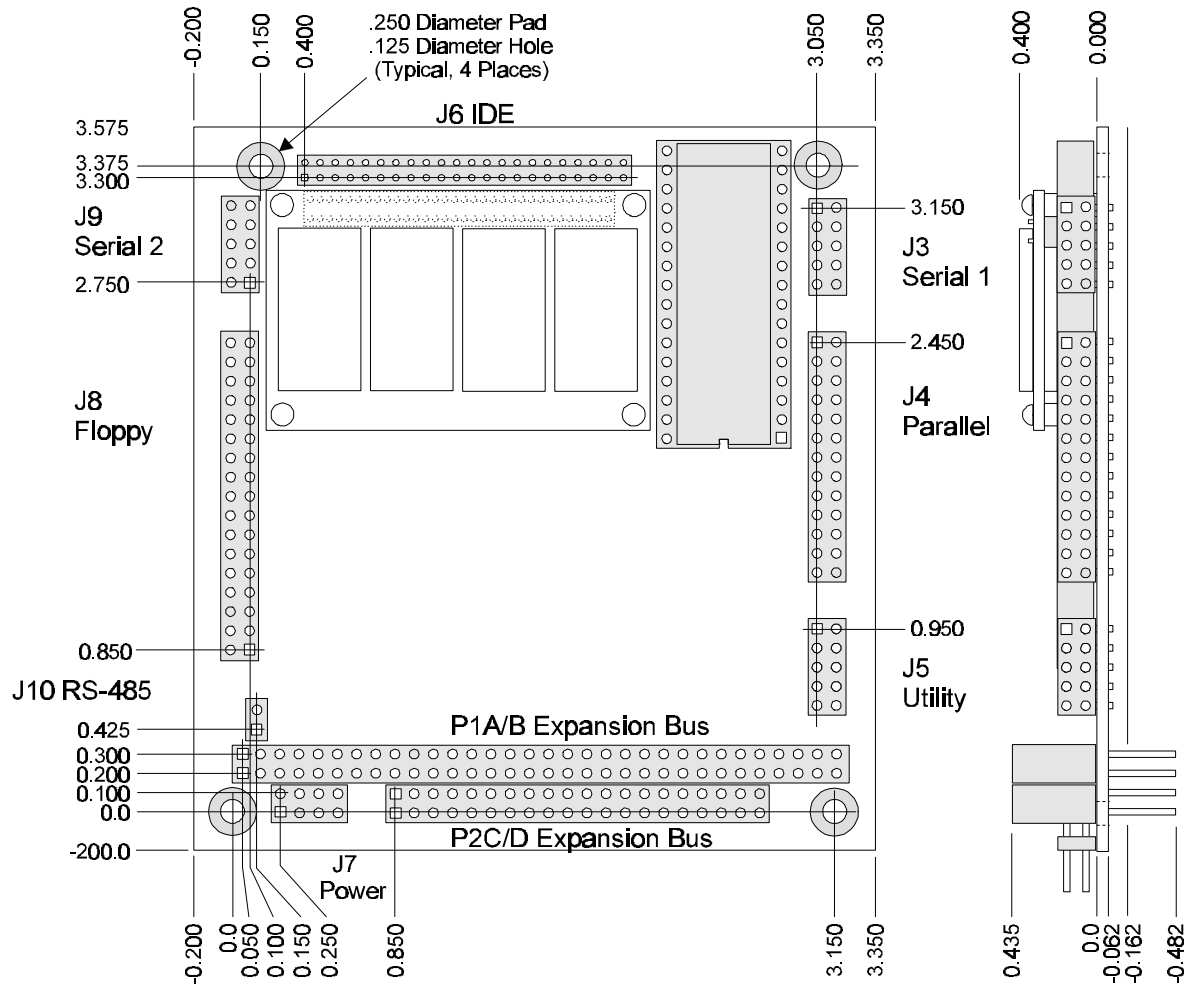 -0.200
0.150
0.400
.250 Diameter Pad
.125 Diameter Hole
(Typical, 4 Places)
3.050
3.350
0.400
0.000
J6 IDE
3.575
3.375
3.300
J9
Serial 2
2.750
3.150
J3
Serial 1
2.450
J8
Floppy
J4
Parallel
0.850
0.950
J5
Utility
J10 RS-485
0.425
P1A/B Expansion Bus
0.300
0.200
0.100
0.0
-200.0
P2C/D Expansion Bus
J7
Power
-0.200
0.0
0.050
0.100
0.150
0.250
0.850
3.150
3.350
0.435
0.0
-0.062
-0.162
-0.482